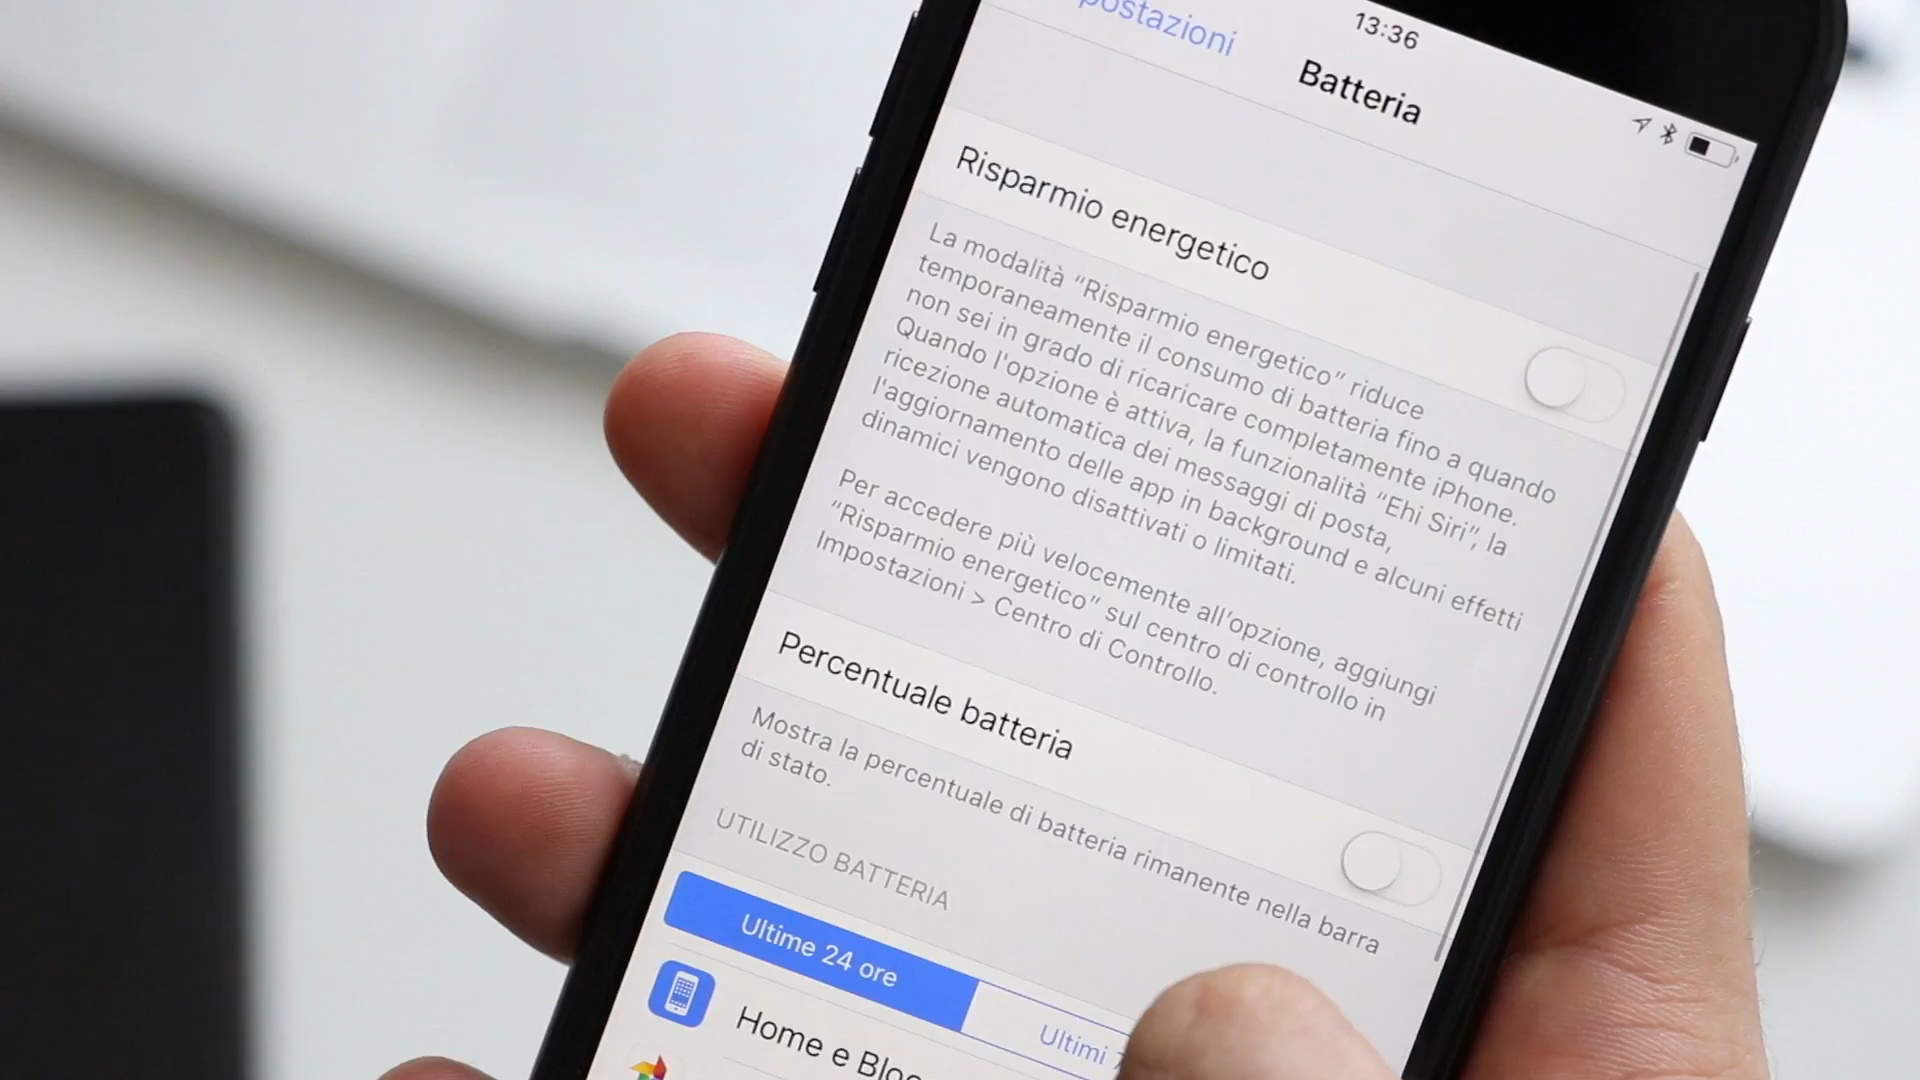 13:36
postazioni
Batteria
Risparmio energetico
La modalità “Risparmio energetico” riduce
temporaneamente il consumo di batteria fino a quando
non sei in grado di ricaricare completamente iPhone.
Quando l'opzione è attiva, la funzionalità “Ehi Siri”, la
ricezione automatica dei messaggi di posta,
l'aggiornamento delle app in background e alcuni effetti
dinamici vengono disattivati o limitati.
Per accedere più velocemente all'opzione, aggiungi
“Risparmio energetico” sul centro di controllo in
Impostazioni > Centro di Controllo.
Percentuale batteria
Mostra la percentuale di batteria rimanente nella barra
di stato.
UTILIZZO BATTERIA
Ultime 24 ore
Ultimi
Home e Bloc